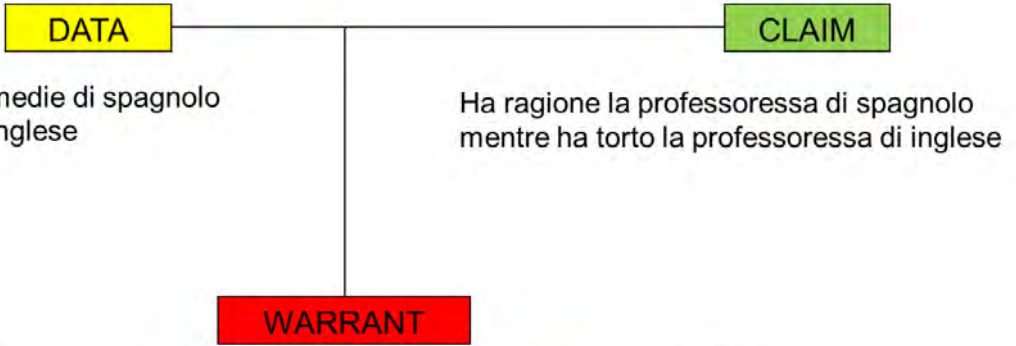 DATA
CLAIM
medie di spagnolo
Ha ragione la professoressa di spagnolo
mentre ha torto la professoressa di inglese
WARRANT